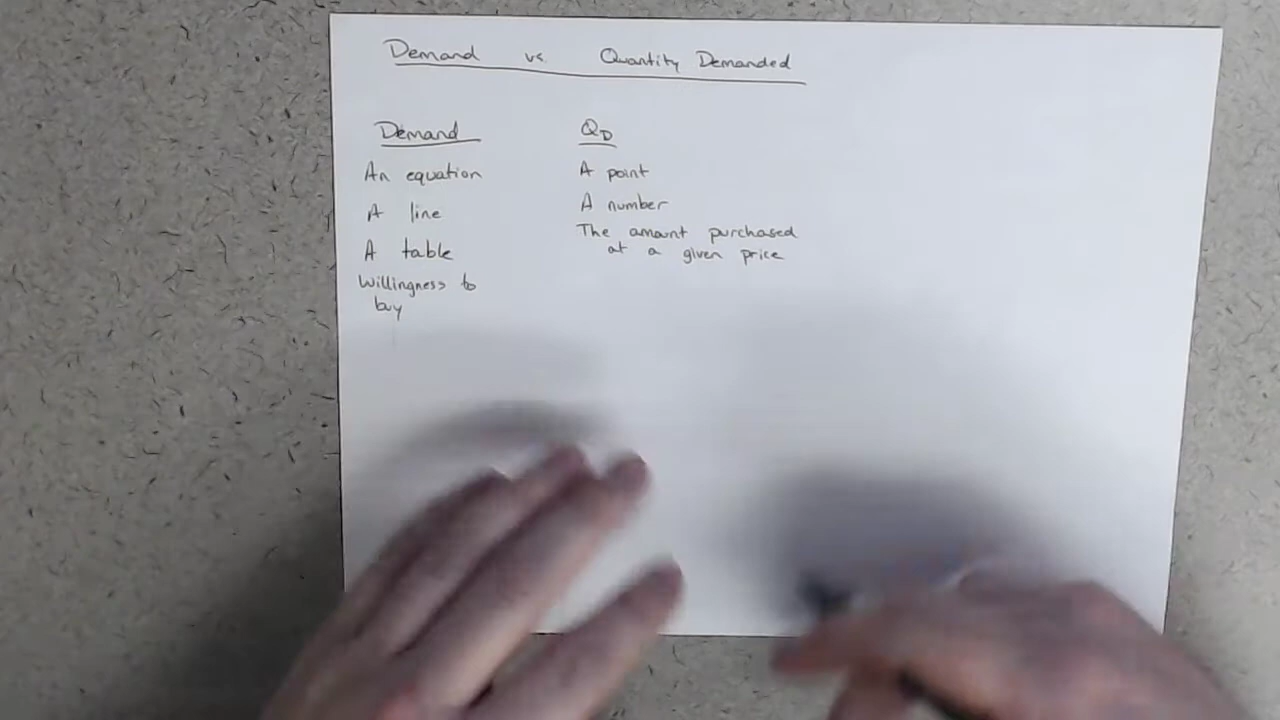 Demand vs. Quantity Demanded
Demand
An equation
A line
A table
Willingness to
buy
QD
A point
A number
The amount purchased
at a given price